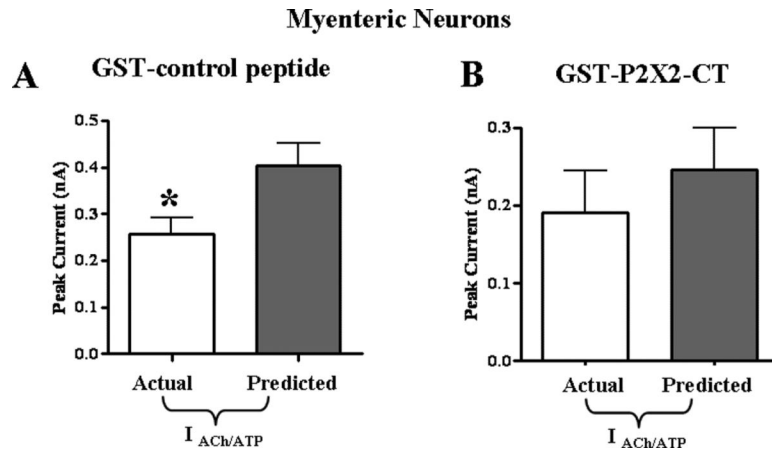 Myenteric Neurons
A
GST-control peptide
Peak Current (nA)
0.5
0.4
0.3
0.2
0.1
0.0
*
Actual Predicted
I ACh/ATP
B
GST-P2X2-CT
Peak Current (nA)
0.3
0.2
0.1
0.0
Actual Predicted
I ACh/ATP